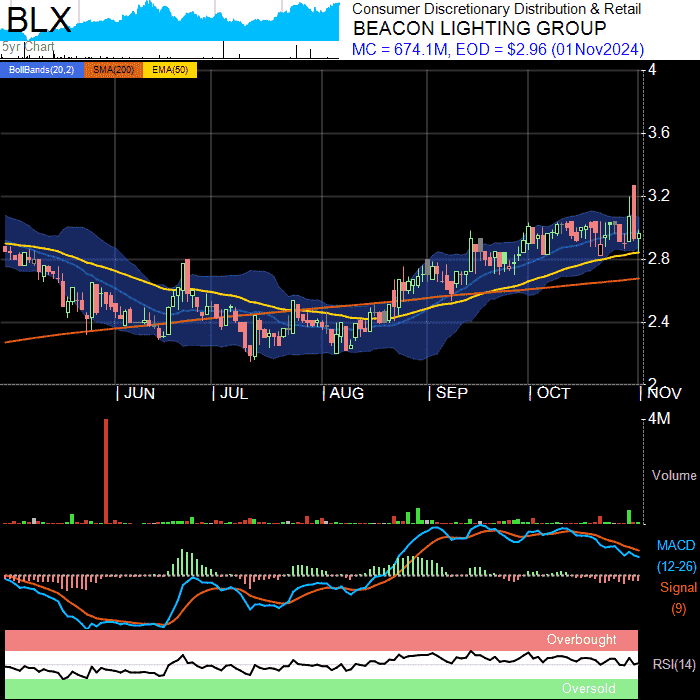 BLX
5yr Chart
Consumer Discretionary Distribution & Retail
BEACON LIGHTING GROUP
MC = 674.1M, EOD = $2.96 (01Nov2024)
BollBands(20,2) SMA(200) EMA(50)
4
3.6
3.2
2.8
2.4
2
JUN JUL AUG SEP OCT NOV
4M
Volume
MACD
(12-26)
Signal
(9)
Overbought
RSI(14)
Oversold